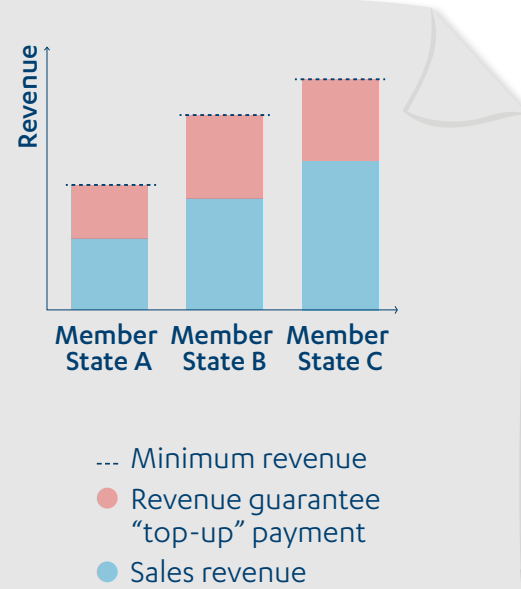 Revenue
Member Member Member
State A State B State C
Minimum revenue
Revenue guarantee
“top-up” payment
Sales revenue